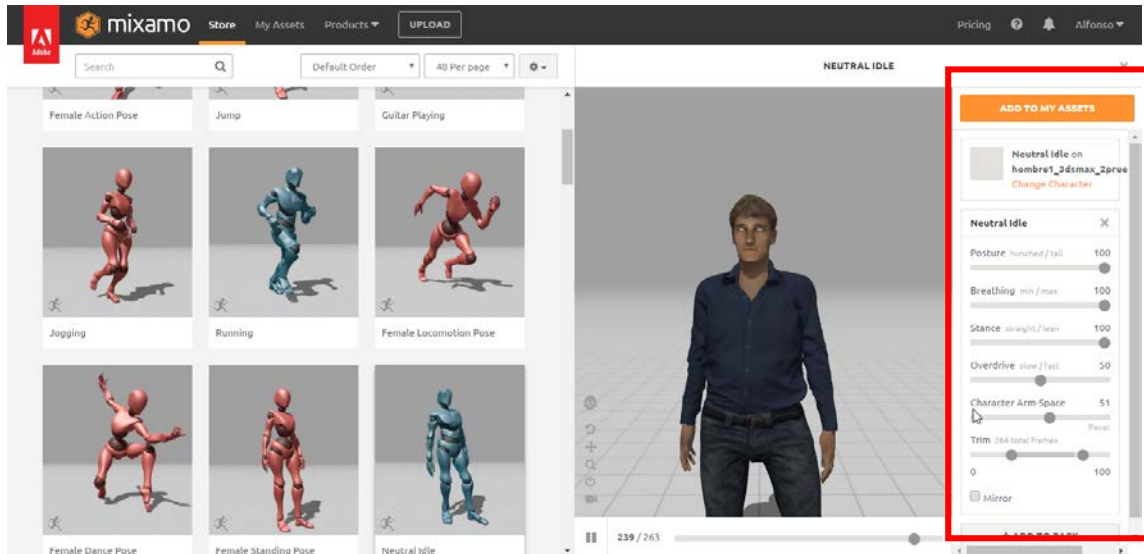 Adobe
mixamo Store My Assets Products UPLOAD Pricing Alfonso
Search Default Order 48 Per page NEUTRAL IDLE
Female Action Pose Jump Guitar Playing
ADD TO MY ASSETS
Neutral Idle on
hombre1_3dsmax_2prue
Change Character
Jogging Running Female Locomotion Pose
Neutral Idle
Posture hunched / tall 100
Breathing min / max 100
Stance straight / lean 100
Overdrive slow / fast 50
Character Arm-Space 51
Reset
Trim 264 total frames
0 100
Mirror
Female Dance Pose Female Standing Pose Neutral Idle
239 / 263
ADD TO PACK